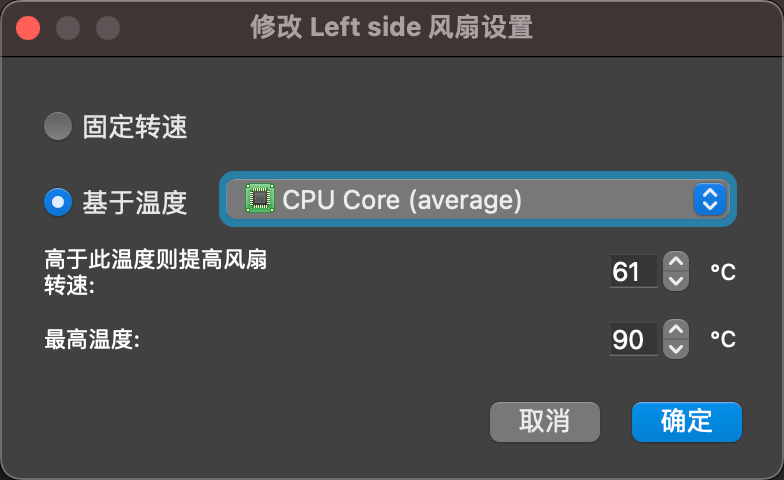 修改 Left side 风扇设置
固定转速
基于温度 CPU Core (average)
高于此温度则提高风扇
转速: 61 °C
最高温度: 90 °C
取消 确定